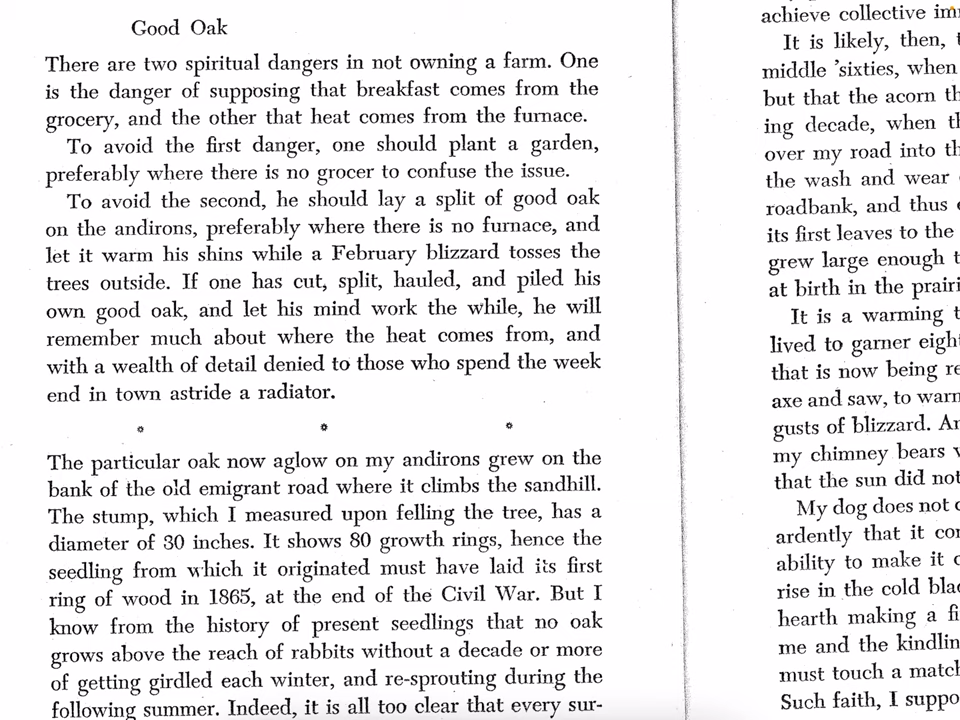 Good Oak
There are two spiritual dangers in not owning a farm. One
is the danger of supposing that breakfast comes from the
grocery, and the other that heat comes from the furnace.
To avoid the first danger, one should plant a garden,
preferably where there is no grocer to confuse the issue.
To avoid the second, he should lay a split of good oak
on the andirons, preferably where there is no furnace, and
let it warm his shins while a February blizzard tosses the
trees outside. If one has cut, split, hauled, and piled his
own good oak, and let his mind work the while, he will
remember much about where the heat comes from, and
with a wealth of detail denied to those who spend the week
end in town astride a radiator.
The particular oak now aglow on my andirons grew on the
bank of the old emigrant road where it climbs the sandhill.
The stump, which I measured upon felling the tree, has a
diameter of 30 inches. It shows 80 growth rings, hence the
seedling from which it originated must have laid its first
ring of wood in 1865, at the end of the Civil War. But I
know from the history of present seedlings that no oak
grows above the reach of rabbits without a decade or more
of getting girdled each winter, and re-sprouting during the
following summer. Indeed, it is all too clear that every sur-
achieve collective
It is likely, then,
middle 'sixties, when
but that the acorn
ing decade, when
over my road into
the wash and wear
roadbank, and thus
its first leaves to the
grew large enough
at birth in the
It is a warming
lived to garner
that is now being
axe and saw, to
gusts of blizzard.
my chimney bears
that the sun did not
My dog does not
ardently that it
ability to make it
rise in the cold
hearth making a
me and the
must touch a
Such faith, I